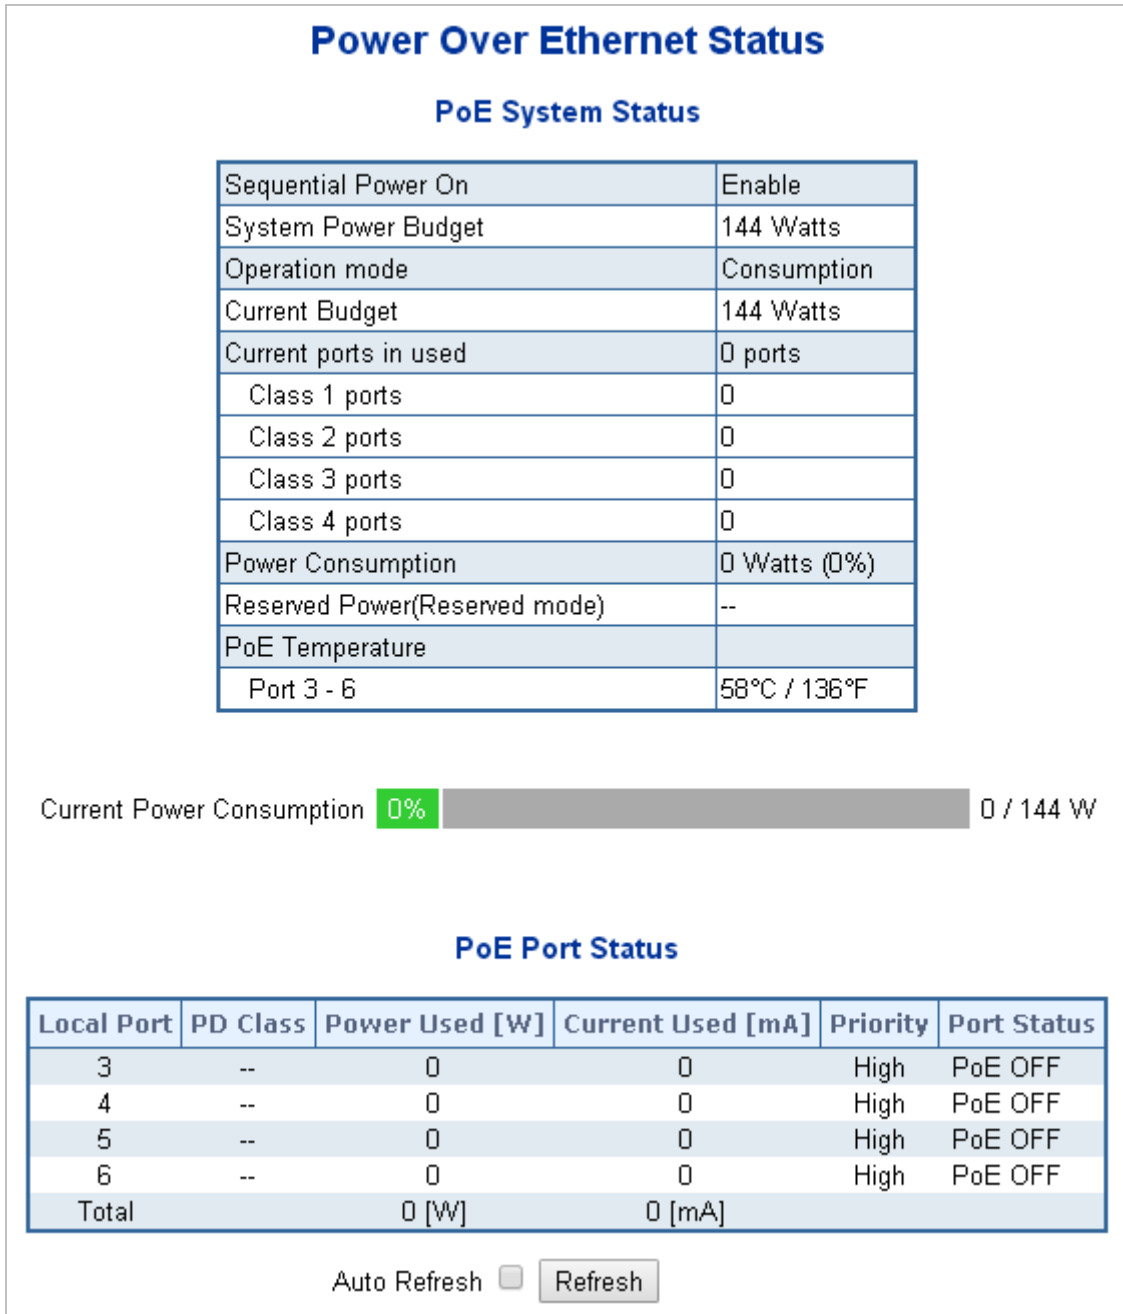 Power Over Ethernet Status
PoE System Status
Sequential Power On Enable
System Power Budget 144 Watts
Operation mode Consumption
Current Budget 144 Watts
Current ports in used 0 ports
Class 1 ports 0
Class 2 ports 0
Class 3 ports 0
Class 4 ports 0
Power Consumption 0 Watts (0%)
Reserved Power(Reserved mode) --
PoE Temperature
Port 3 - 6 58°C / 136°F
Current Power Consumption 0% 0 / 144 W
PoE Port Status
Local Port PD Class Power Used [W] Current Used [mA] Priority Port Status
3 -- 0 0 High PoE OFF
4 -- 0 0 High PoE OFF
5 -- 0 0 High PoE OFF
6 -- 0 0 High PoE OFF
Total 0 [W] 0 [mA]
Auto Refresh Refresh